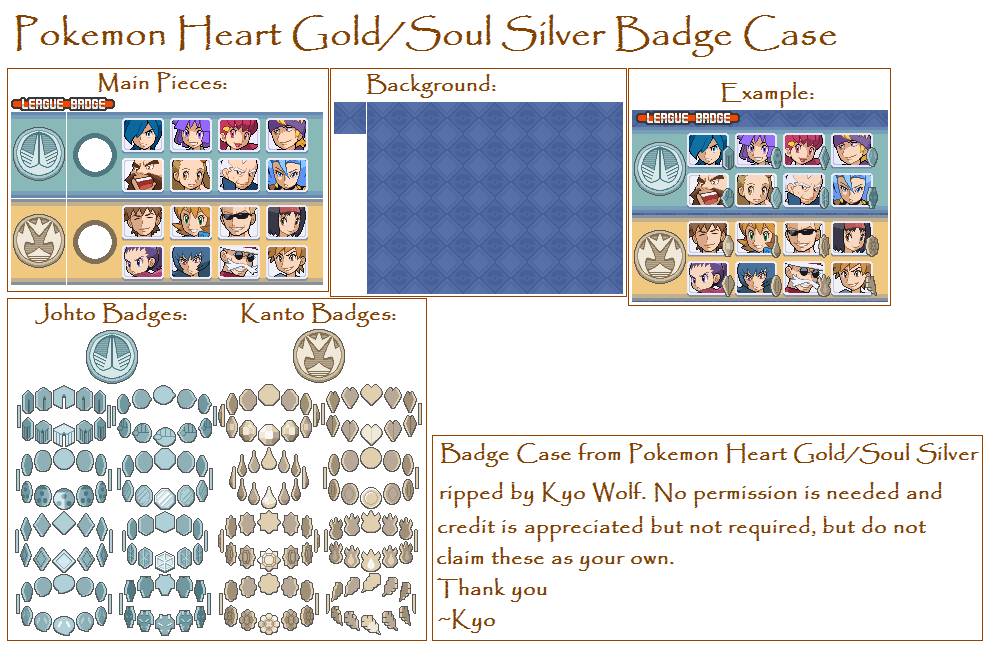 Pokemon Heart Gold/Soul Silver Badge Case
Main Pieces:
LEAGUE BADGE
Background:
Example:
LEAGUE BADGE
Johto Badges:
Kanto Badges:
Badge Case from Pokemon Heart Gold/Soul Silver
ripped by Kyo Wolf. No permission is needed and
credit is appreciated but not required, but do not
claim these as your own.
Thank you
~Kyo